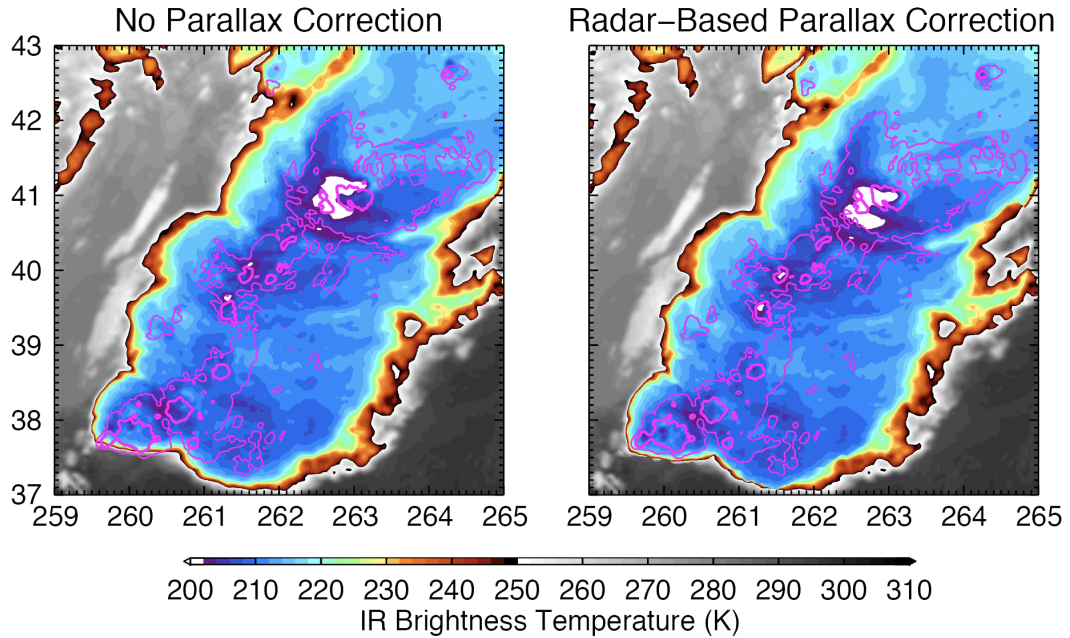 No Parallax Correction
Radar-Based Parallax Correction
43
42
41
40
39
38
37
259 260 261 262 263 264 265
259 260 261 262 263 264 265
200 210 220 230 240 250 260 270 280 290 300 310
IR Brightness Temperature (K)